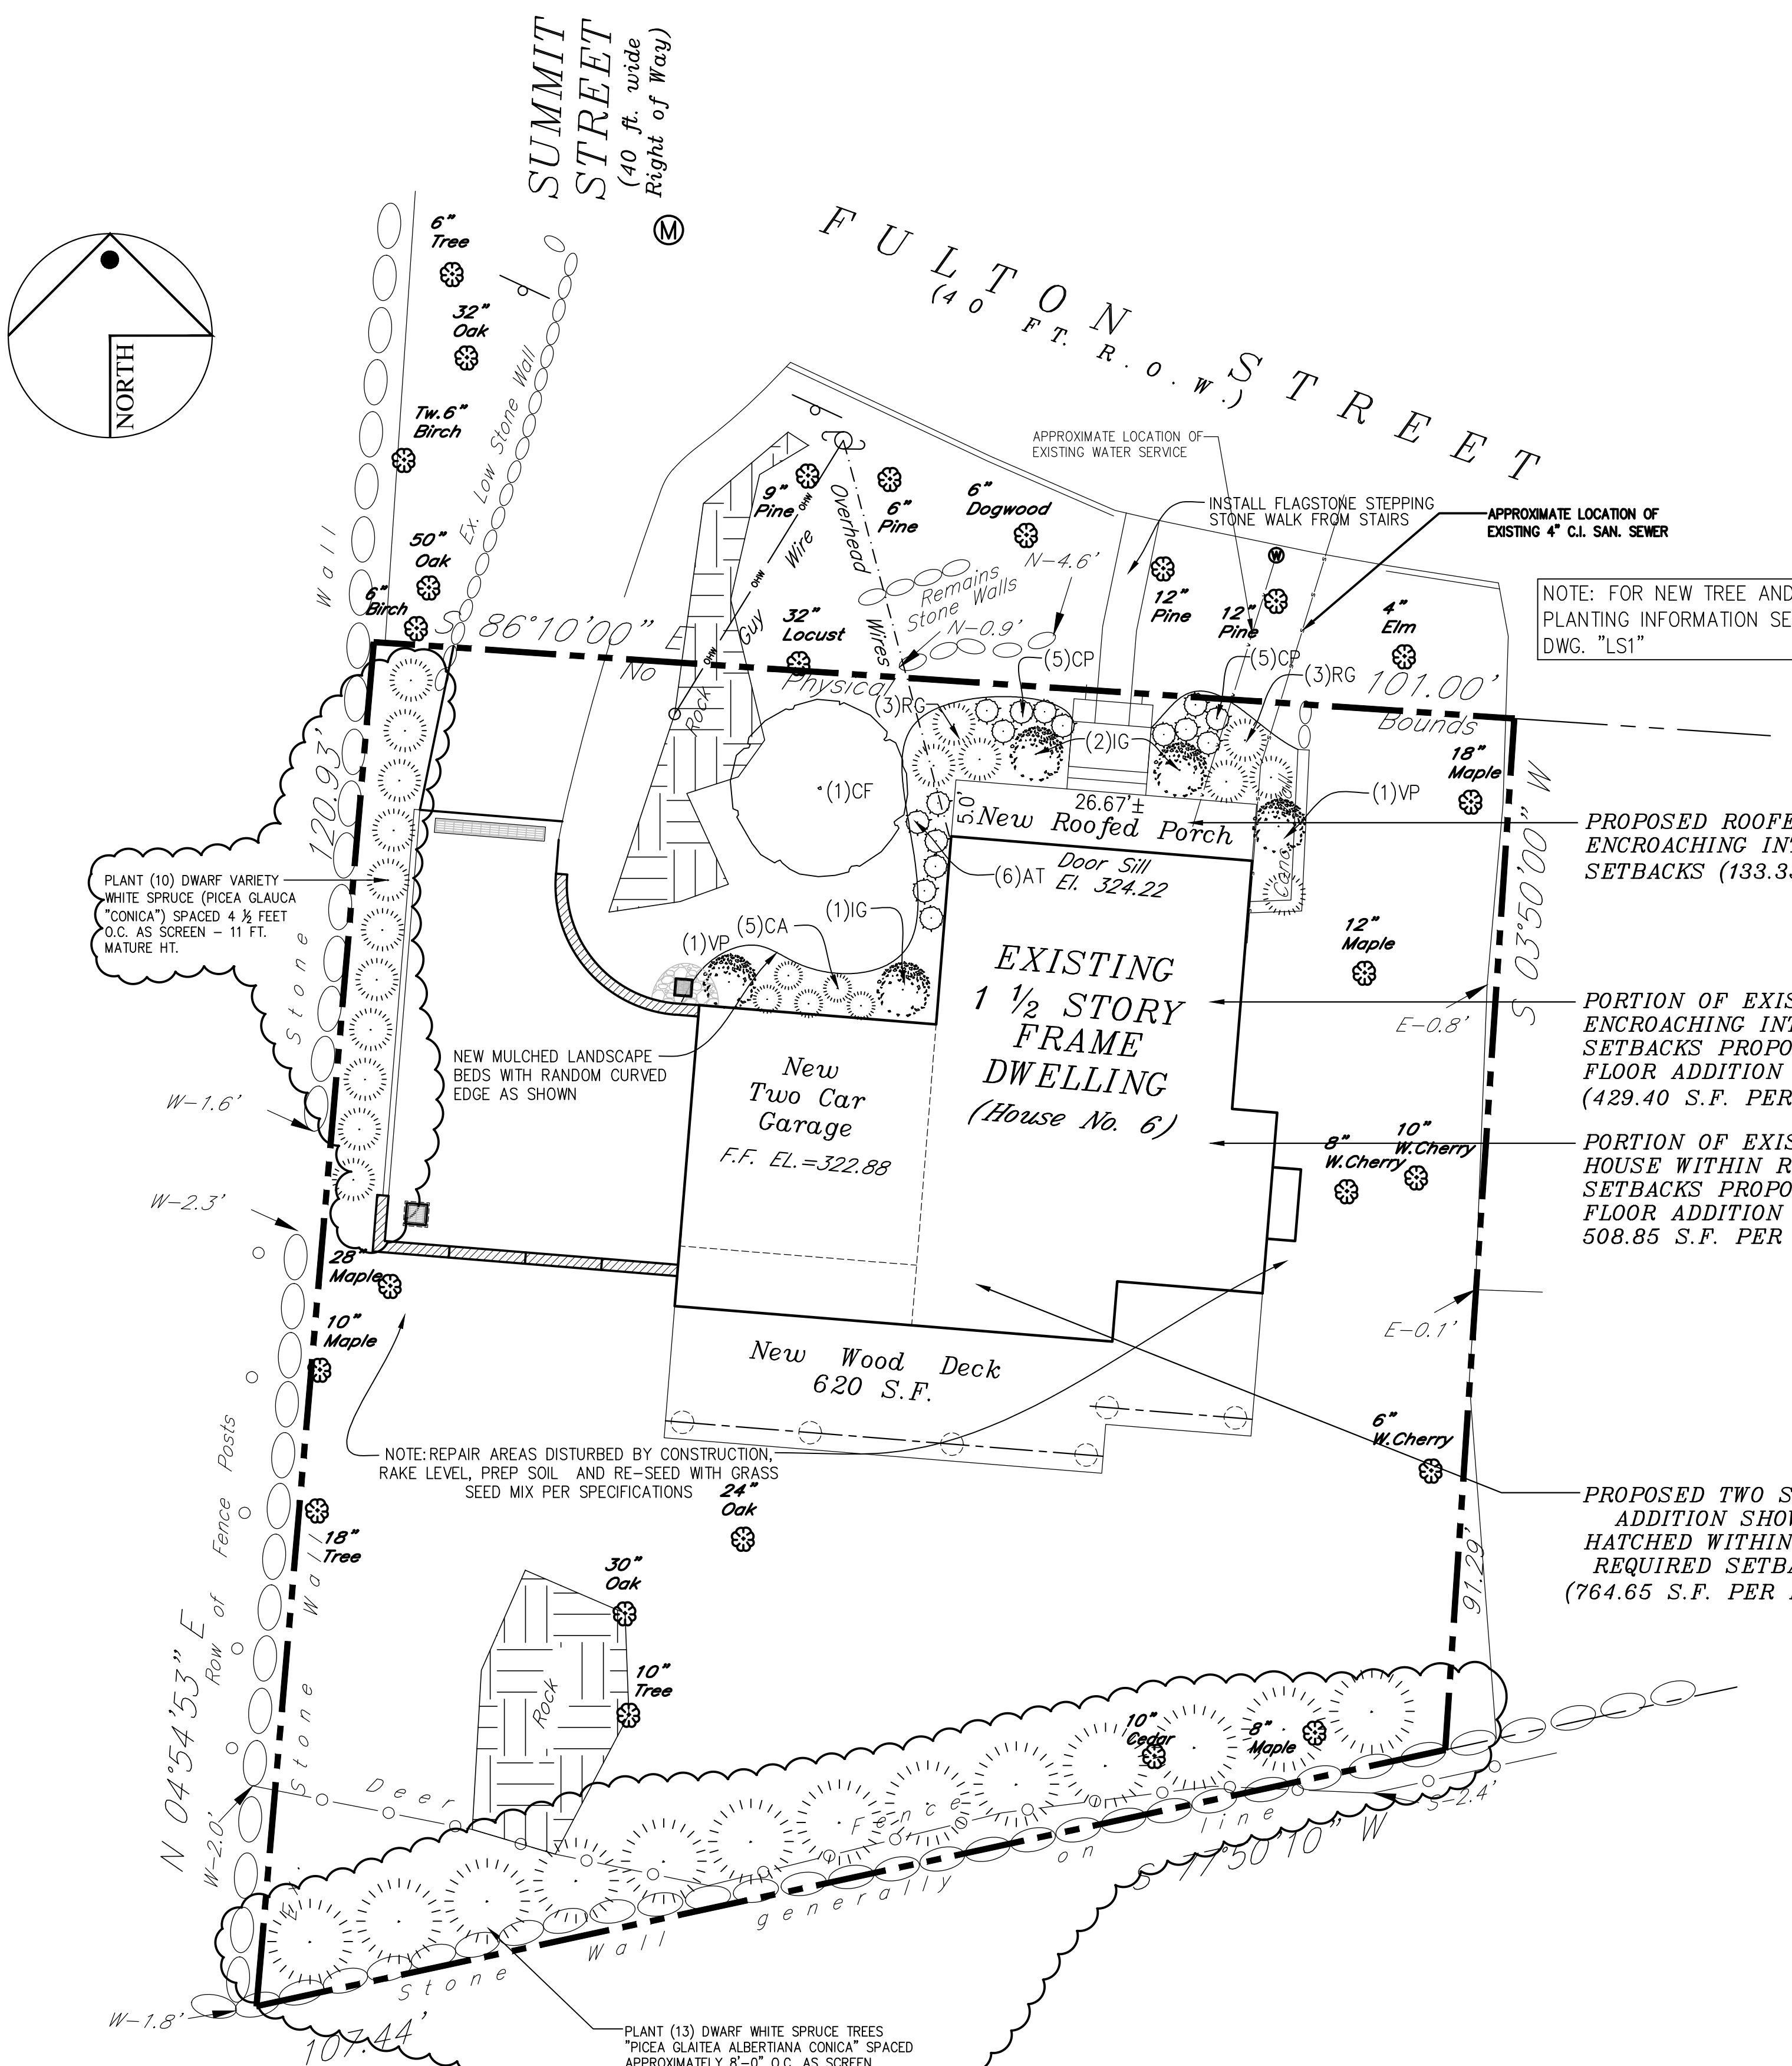 SUMMIT
STREET
(40 ft. wide
Right of Way)
M
FULTON STREET
(40 FT. R.O.W.)
NORTH
6"
Tree
32"
Oak
Tw.6"
Birch
50"
Oak
6"
Birch
Ex. Low Stone Wall
Wall
9"
Pine
6"
Pine
6"
Dogwood
OHW
OHW
OHW
Guy Wire
Overhead Wires
Remains
Stone Walls
N-4.6'
N-0.9'
32"
Locust
APPROXIMATE LOCATION OF
EXISTING WATER SERVICE
INSTALL FLAGSTONE STEPPING
STONE WALK FROM STAIRS
APPROXIMATE LOCATION OF
EXISTING 4" C.I. SAN. SEWER
W
12"
Pine
12"
Pine
4"
Elm
NOTE: FOR NEW TREE AND
PLANTING INFORMATION SE
DWG. "LS1"
S 86°10'00" E
101.00'
No Physical Bounds
Rock
(5)CP
(5)CP
(3)RG
(3)RG
(2)IG
(1)CF
(1)VP
18"
Maple
5.0'
26.67'±
New Roofed Porch
Door Sill
El. 324.22
(6)AT
(1)IG
(5)CA
(1)VP
120.93'
Stone
S 03°50'00" W
PROPOSED ROOFE
ENCROACHING INT
SETBACKS (133.33
PLANT (10) DWARF VARIETY
WHITE SPRUCE (PICEA GLAUCA
"CONICA") SPACED 4 ½ FEET
O.C. AS SCREEN - 11 FT.
MATURE HT.
12"
Maple
EXISTING
1 ½ STORY
FRAME
DWELLING
(House No. 6)
E-0.8'
PORTION OF EXIS
ENCROACHING INT
SETBACKS PROPO
FLOOR ADDITION
(429.40 S.F. PER
NEW MULCHED LANDSCAPE
BEDS WITH RANDOM CURVED
EDGE AS SHOWN
New
Two Car
Garage
F.F. EL.=322.88
W-1.6'
W-2.3'
8"
W.Cherry
10"
W.Cherry
PORTION OF EXIS
HOUSE WITHIN R
SETBACKS PROPO
FLOOR ADDITION
508.85 S.F. PER
28"
Maple
10"
Maple
E-0.1'
New Wood Deck
620 S.F.
NOTE:REPAIR AREAS DISTURBED BY CONSTRUCTION,
RAKE LEVEL, PREP SOIL AND RE-SEED WITH GRASS
SEED MIX PER SPECIFICATIONS
6"
W.Cherry
24"
Oak
Row of Fence Posts
18"
Tree
PROPOSED TWO S
ADDITION SHOW
HATCHED WITHIN
REQUIRED SETBA
(764.65 S.F. PER
91.29'
30"
Oak
10"
Tree
Rock
N 04°54'53" E
Stone Wall
Ex.
Deer Fence
10"
Cedar
8"
Maple
W-2.0'
S-2.4'
S 77°50'10" W
Stone Wall generally on line
W-1.8'
107.44'
PLANT (13) DWARF WHITE SPRUCE TREES
"PICEA GLAITEA ALBERTIANA CONICA" SPACED
APPROXIMATELY 8'-0" O.C. AS SCREEN